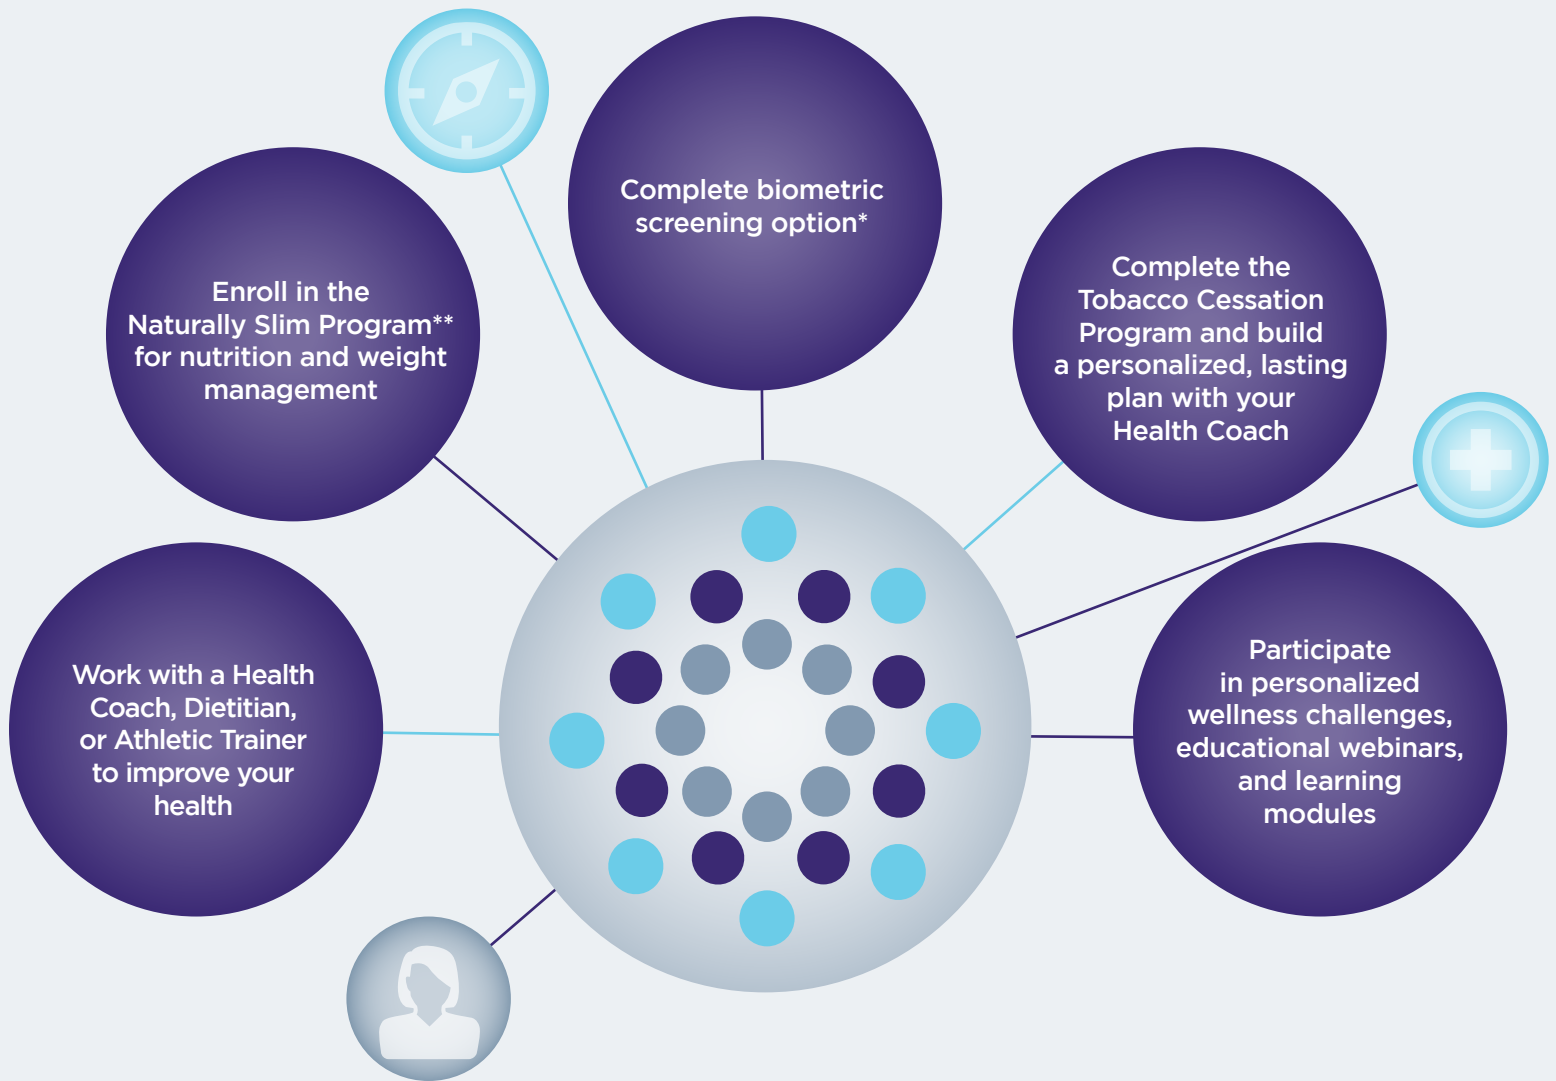 Complete biometric
screening option*
Enroll in the
Naturally Slim Program**
for nutrition and weight
management
Complete the
Tobacco Cessation
Program and build
a personalized, lasting
plan with your
Health Coach
Work with a Health
Coach, Dietitian,
or Athletic Trainer
to improve your
health
Participate
in personalized
wellness challenges,
educational webinars,
and learning
modules